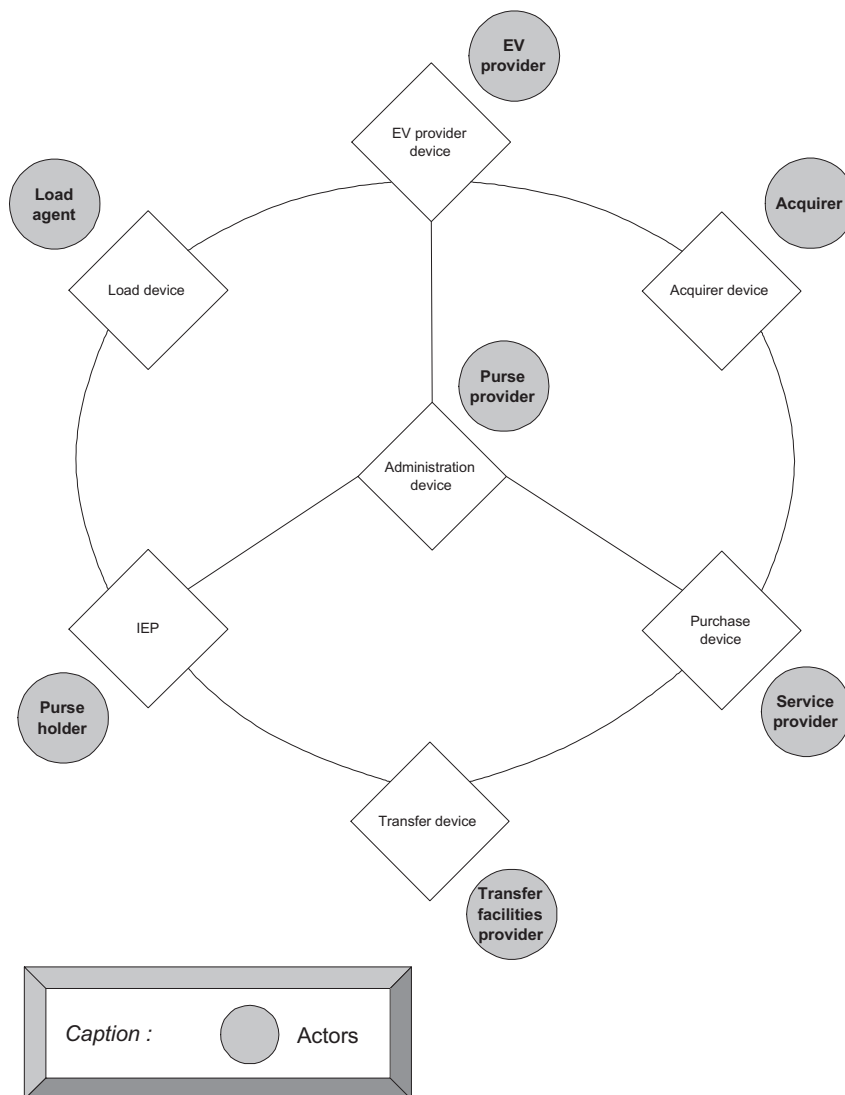 EV
provider
EV provider
device
Load
agent
Acquirer
Load device
Acquirer device
Purse
provider
Administration
device
IEP
Purchase
device
Purse
holder
Service
provider
Transfer device
Transfer
facilities
provider
Caption : Actors